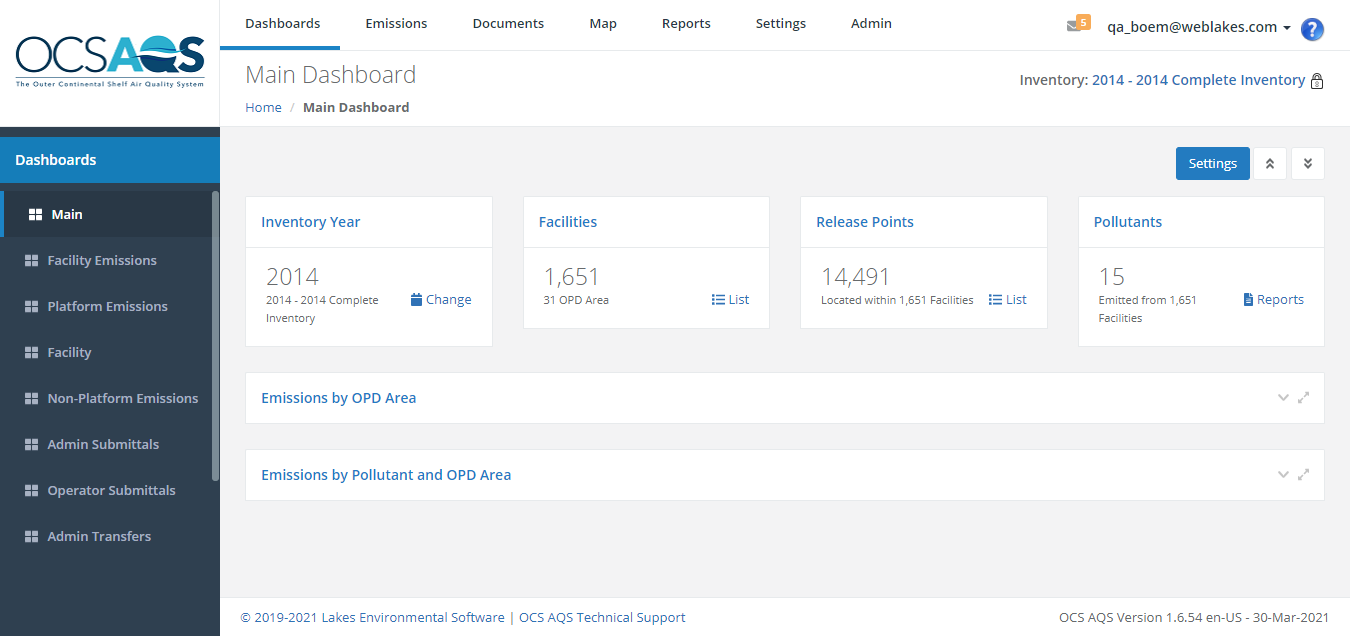 OCSAQS
The Outer Continental Shelf Air Quality System
Dashboards Emissions Documents Map Reports Settings Admin
5 qa_boem@weblakes.com ?
Main Dashboard
Home / Main Dashboard
Inventory: 2014 - 2014 Complete Inventory
Dashboards
Main
Facility Emissions
Platform Emissions
Facility
Non-Platform Emissions
Admin Submittals
Operator Submittals
Admin Transfers
Settings
Inventory Year
2014
2014 - 2014 Complete
Inventory
Change
Facilities
1,651
31 OPD Area
List
Release Points
14,491
Located within 1,651 Facilities
List
Pollutants
15
Emitted from 1,651
Facilities
Reports
Emissions by OPD Area
Emissions by Pollutant and OPD Area
© 2019-2021 Lakes Environmental Software | OCS AQS Technical Support
OCS AQS Version 1.6.54 en-US - 30-Mar-2021